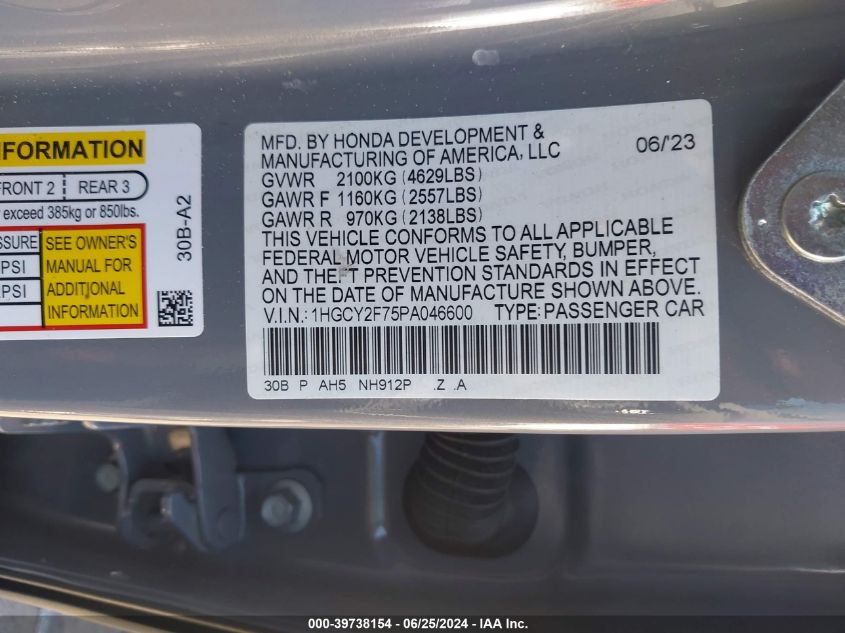 INFORMATION
FRONT 2 REAR 3
exceed 385kg or 850lbs.
SEE OWNER'S
MANUAL FOR
ADDITIONAL
INFORMATION
PSI
PSI
30B-A2
MFD. BY HONDA DEVELOPMENT &
MANUFACTURING OF AMERICA, LLC 06/'23
GVWR 2100KG (4629LBS)
GAWR F 1160KG (2557LBS)
GAWR R 970KG (2138LBS)
THIS VEHICLE CONFORMS TO ALL APPLICABLE
FEDERAL MOTOR VEHICLE SAFETY, BUMPER,
AND THEFT PREVENTION STANDARDS IN EFFECT
ON THE DATE OF MANUFACTURE SHOWN ABOVE.
V.I.N.:1HGCY2F75PA046600 TYPE:PASSENGER CAR
30B P AH5 NH912P .Z .A
000-39738154 - 06/25/2024 - IAA Inc.